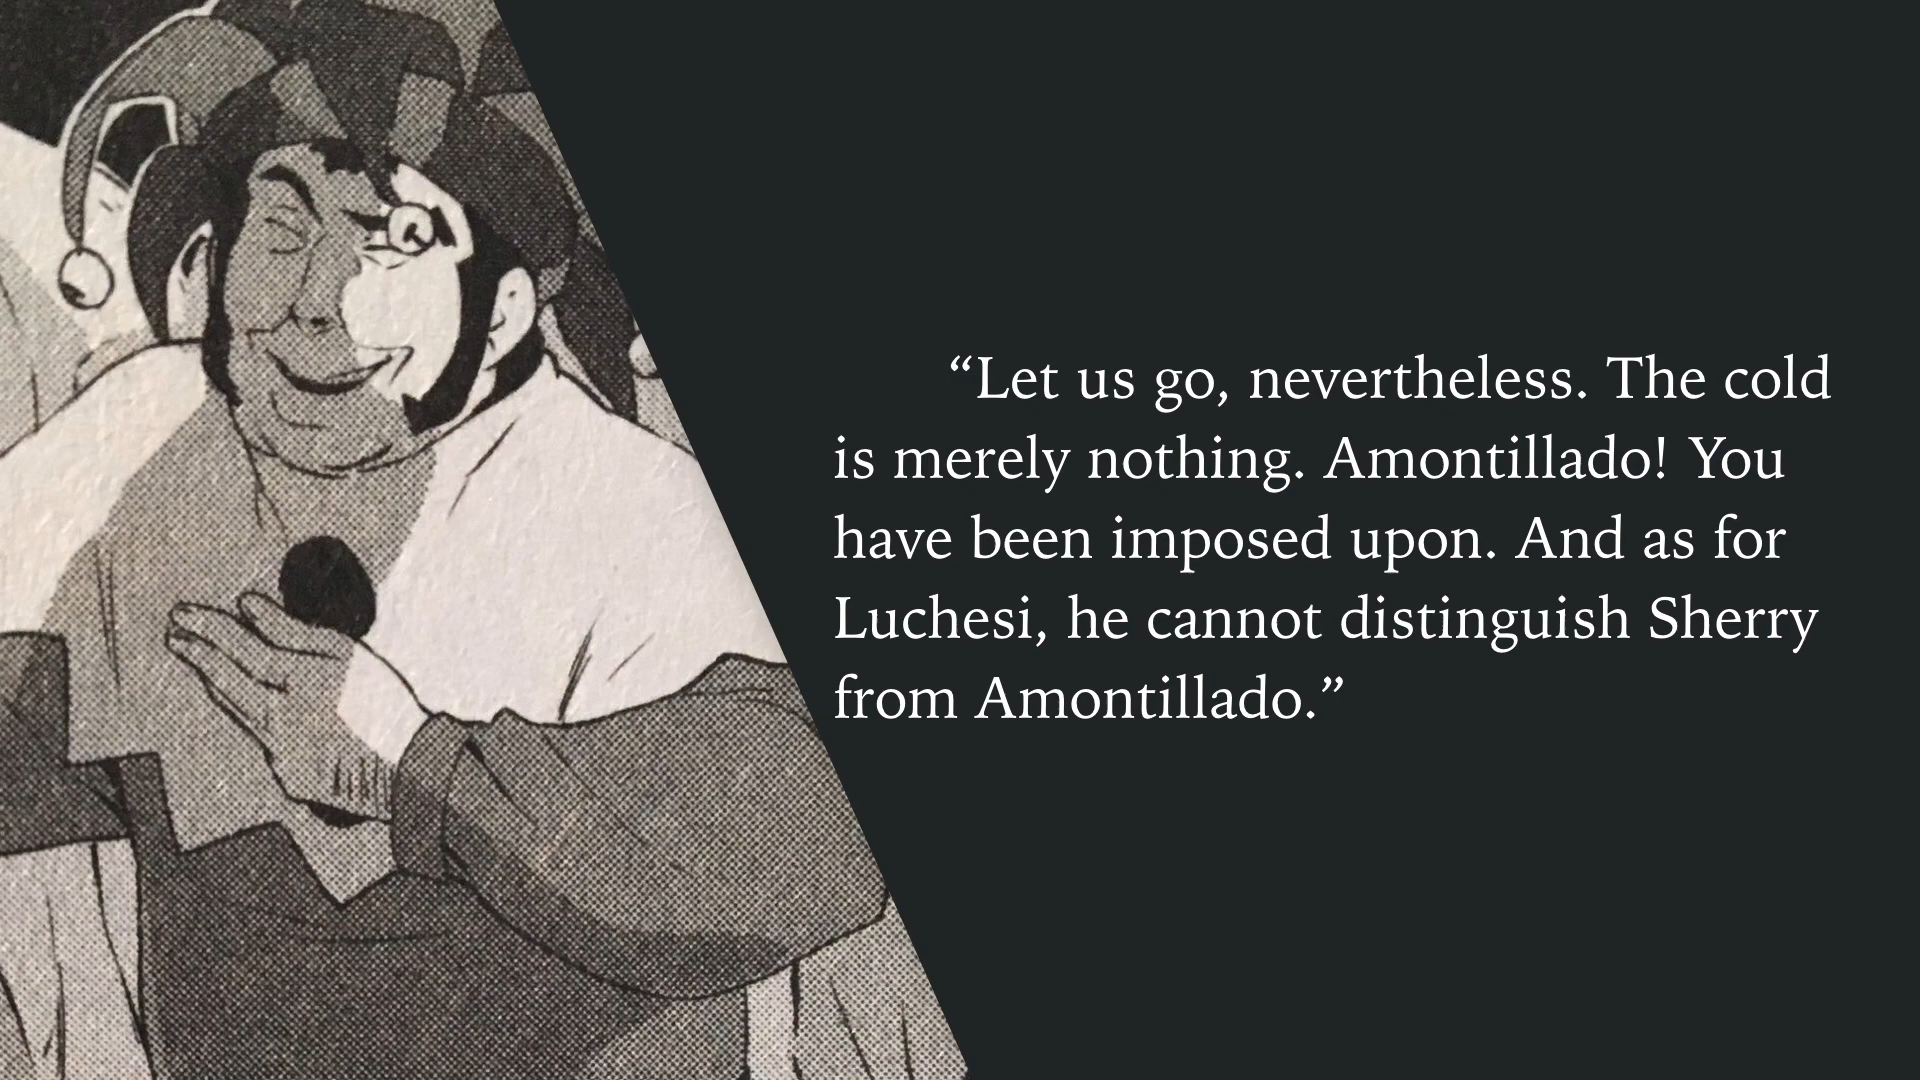 “Let us go, nevertheless. The cold
is merely nothing. Amontillado! You
have been imposed upon. And as for
Luchesi, he cannot distinguish Sherry
from Amontillado.”